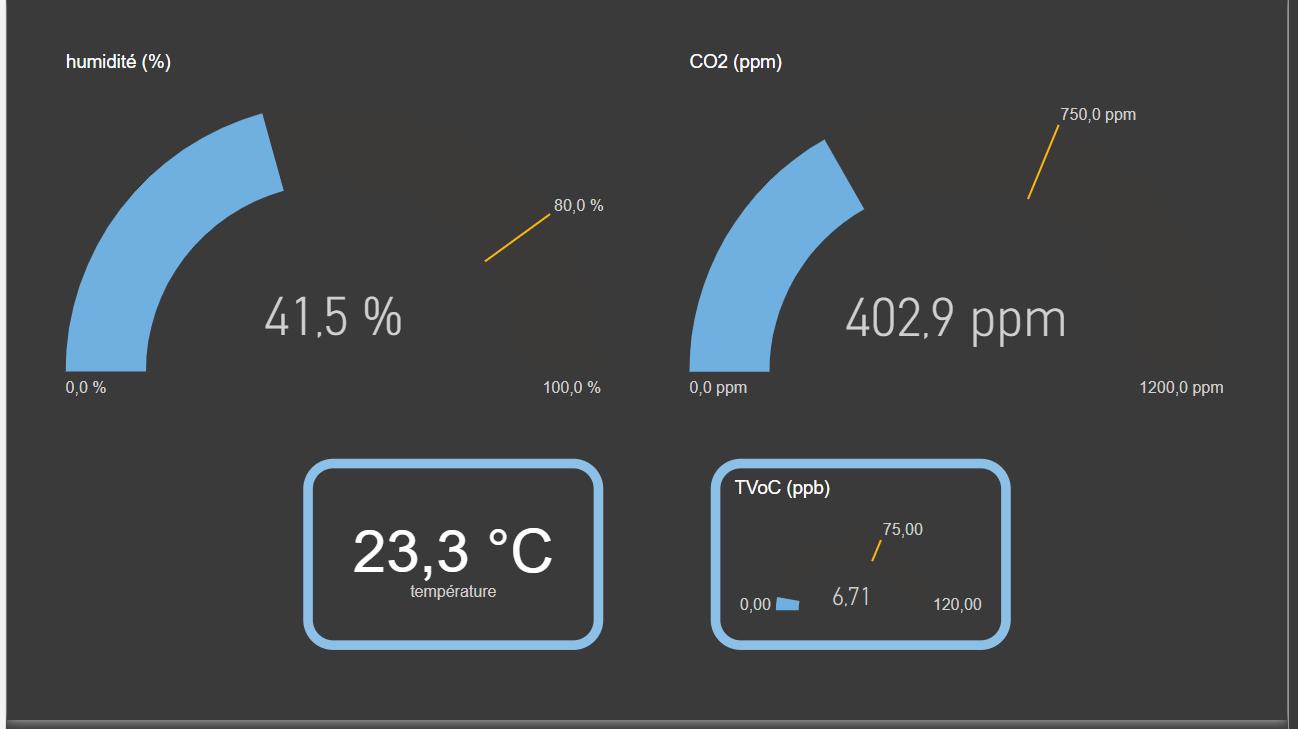 humidité (%)
80,0 %
41,5 %
0,0 %
100,0 %
CO2 (ppm)
750,0 ppm
402,9 ppm
0,0 ppm
1200,0 ppm
23,3 °C
température
TVoC (ppb)
75,00
6,71
0,00
120,00